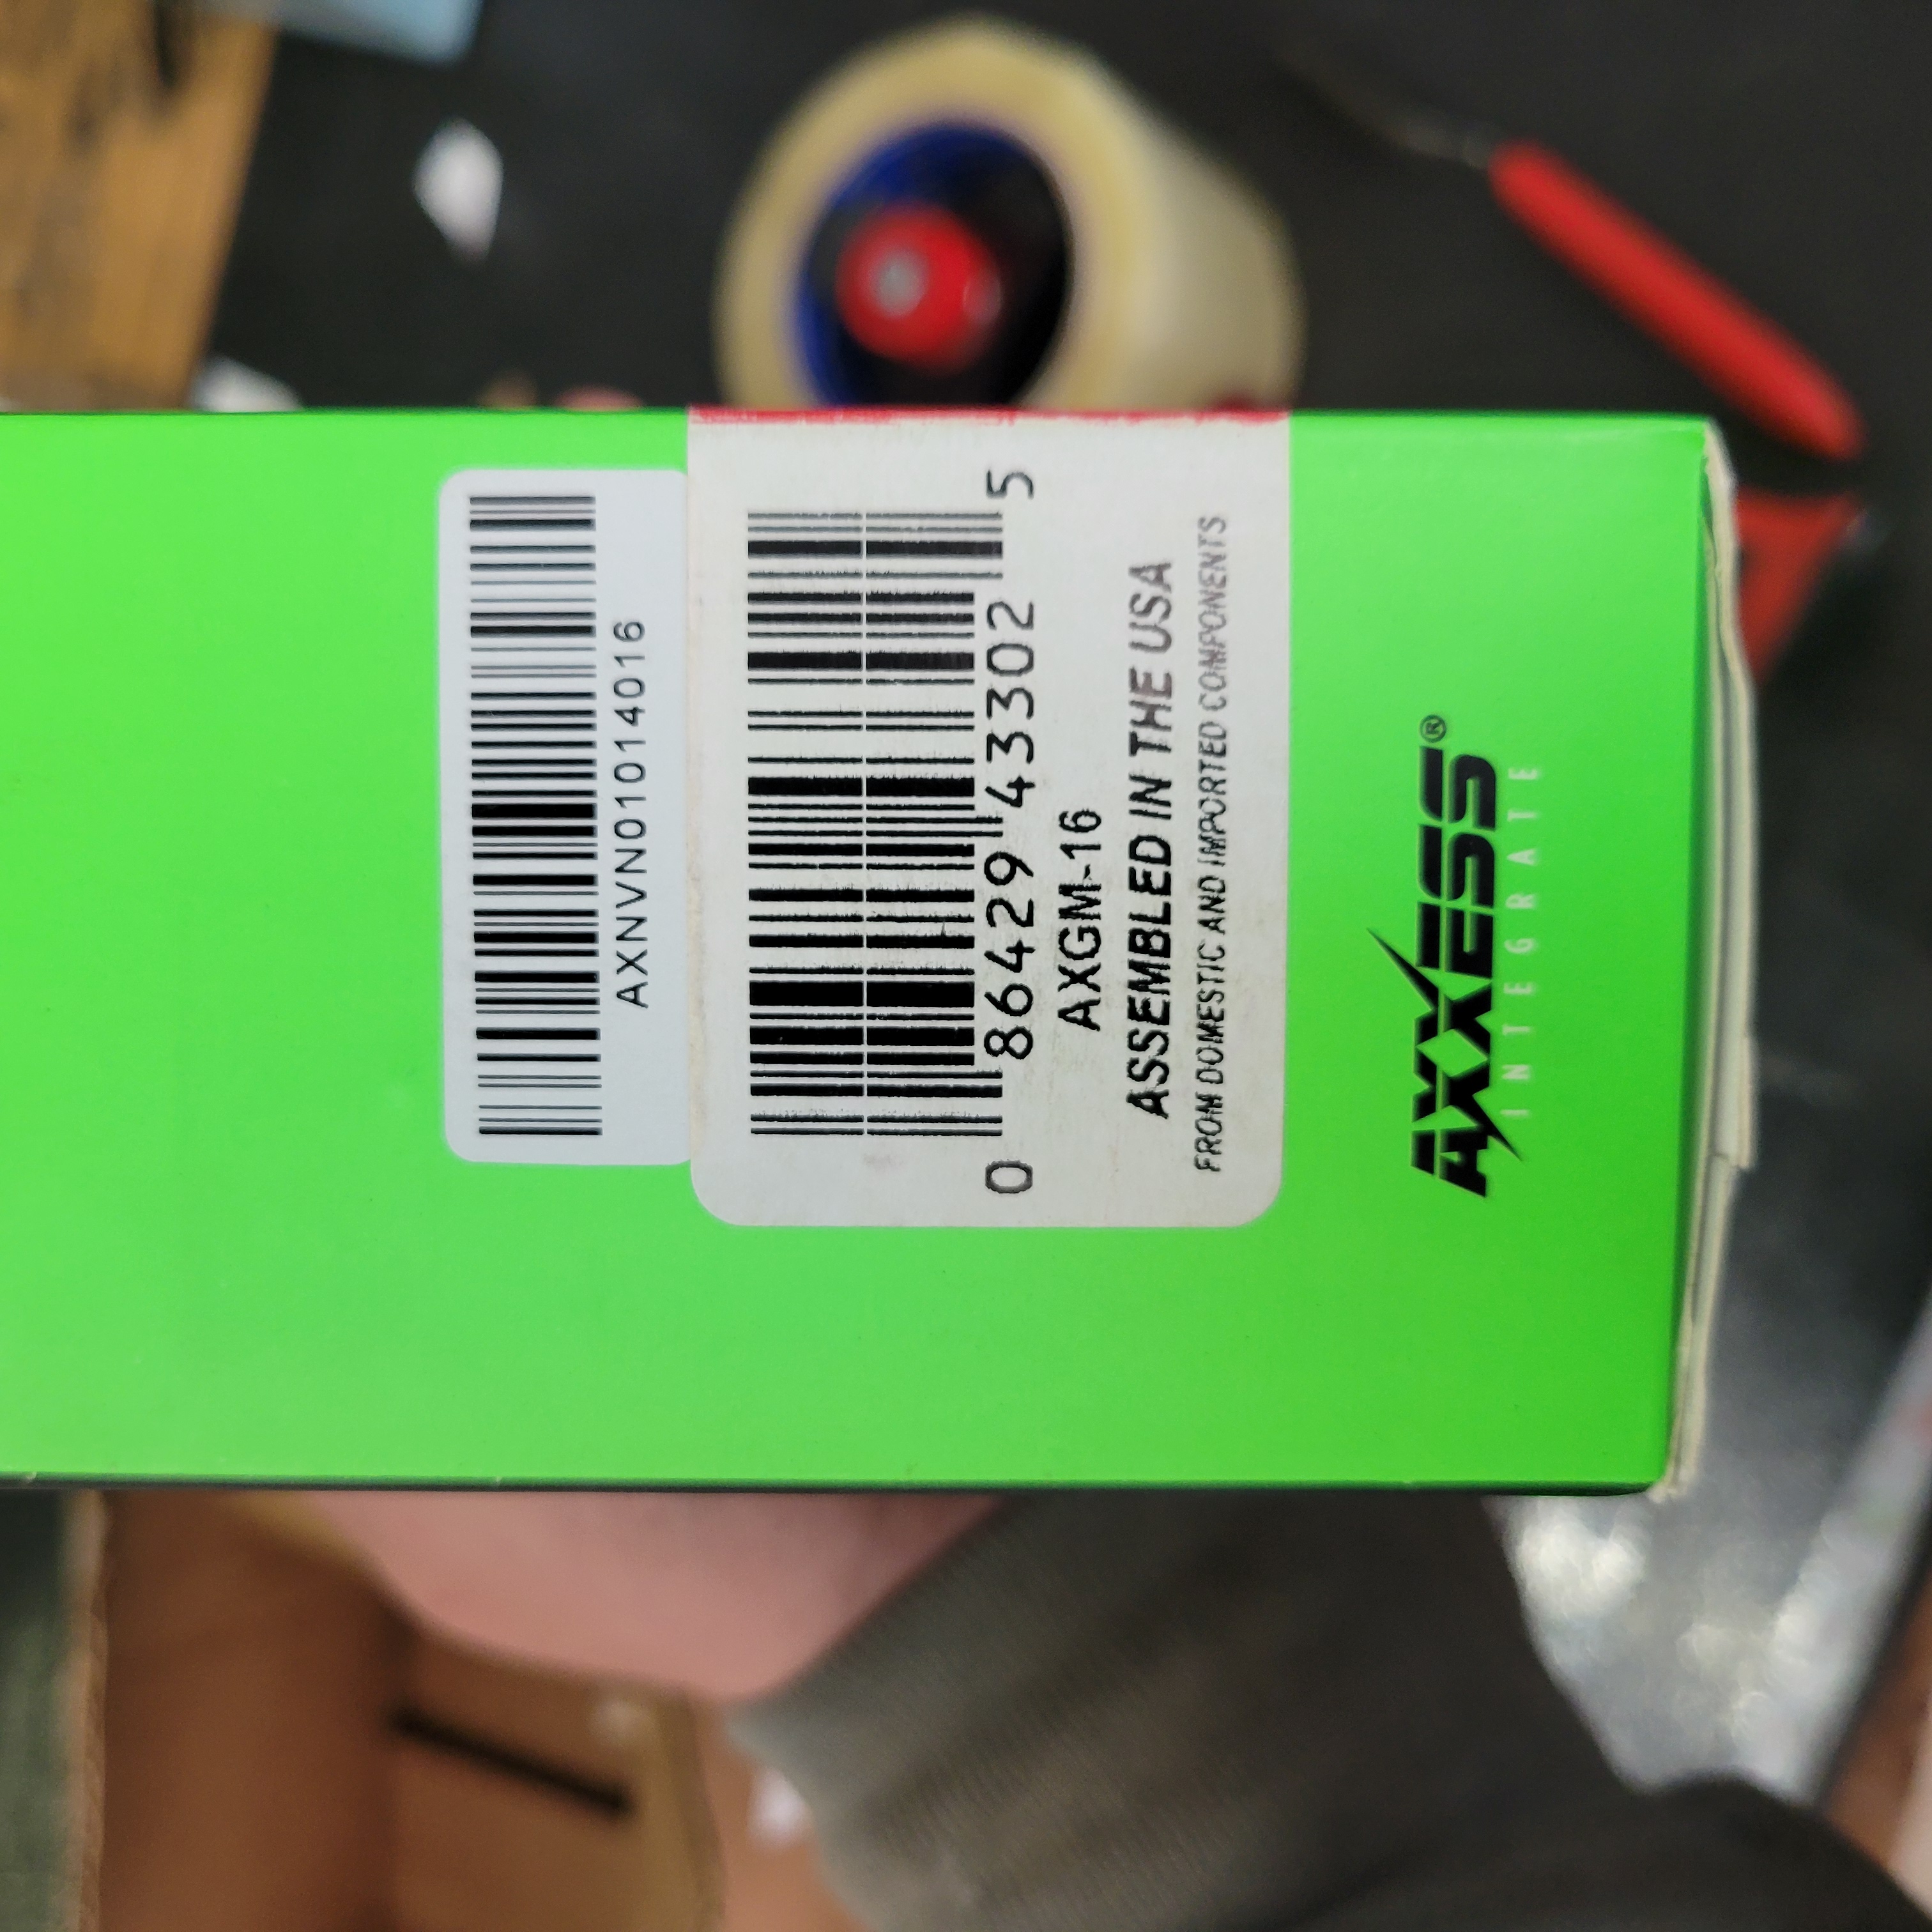 AXNVN01014016
0 86429 43302 5
AXGM-16
ASSEMBLED IN THE USA
FROM DOMESTIC AND IMPORTED COMPONENTS
AXXESS®
INTEGRATE